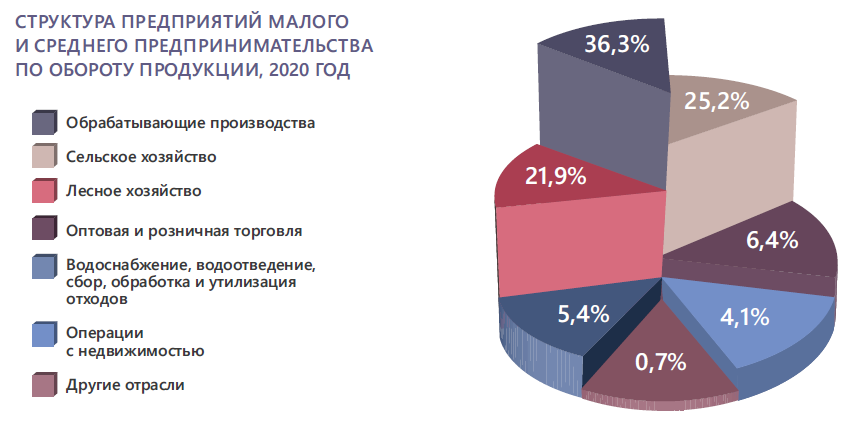 СТРУКТУРА ПРЕДПРИЯТИЙ МАЛОГО
И СРЕДНЕГО ПРЕДПРИНИМАТЕЛЬСТВА
ПО ОБОРОТУ ПРОДУКЦИИ, 2020 ГОД
Обрабатывающие производства
Сельское хозяйство
Лесное хозяйство
Оптовая и розничная торговля
Водоснабжение, водоотведение,
сбор, обработка и утилизация
отходов
Операции
с недвижимостью
Другие отрасли
36,3%
25,2%
21,9%
6,4%
5,4%
4,1%
0,7%